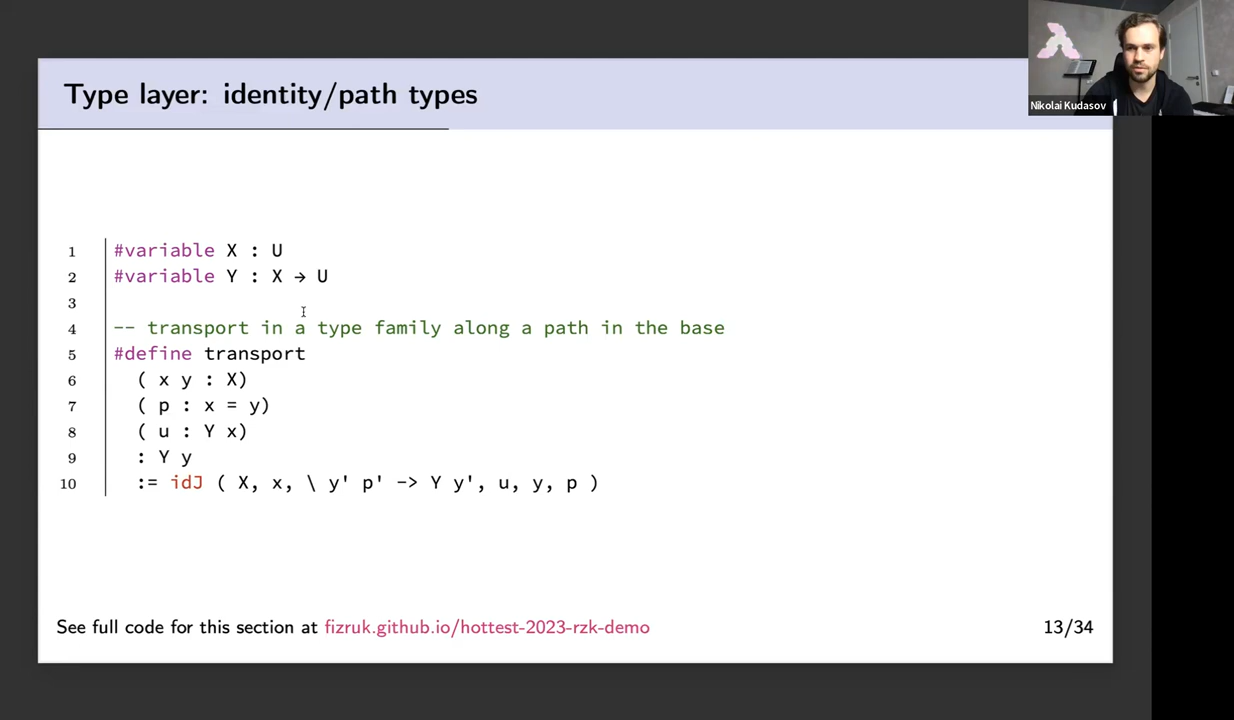 Type layer: identity/path types
Nikolai Kudasov
1 #variable X : U
2 #variable Y : X → U
3
4 -- transport in a type family along a path in the base
5 #define transport
6 ( x y : X)
7 ( p : x = y)
8 ( u : Y x)
9 : Y y
10 := idJ ( X, x, \ y' p' -> Y y', u, y, p )
See full code for this section at fizruk.github.io/hottest-2023-rzk-demo
13/34